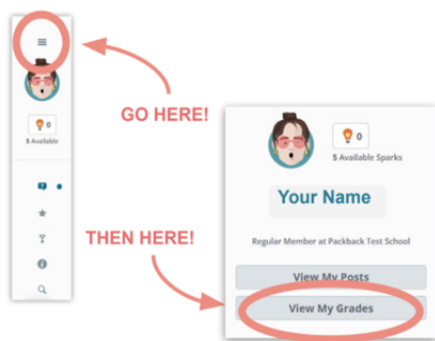 0
5 Available
GO HERE!
THEN HERE!
0
5 Available Sparks
Your Name
Regular Member at Packback Test School
View My Posts
View My Grades